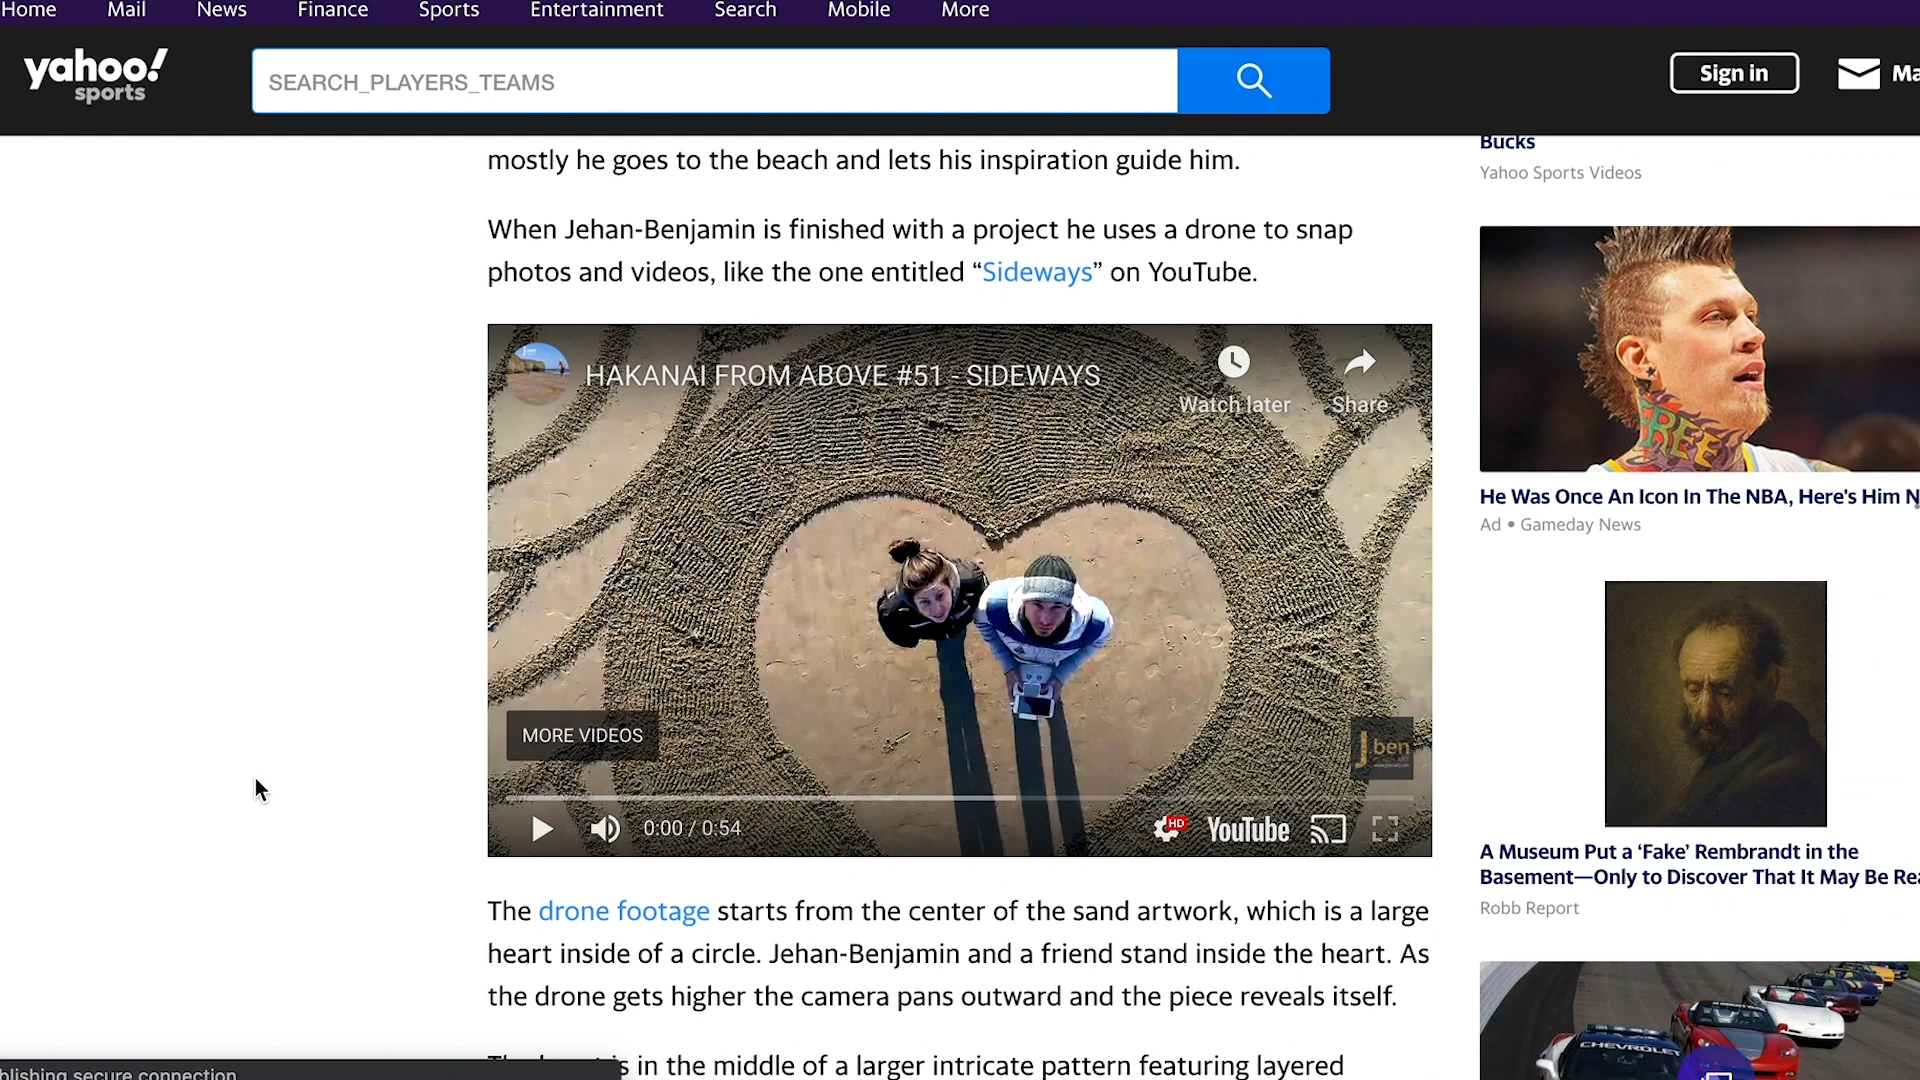 Home Mail News Finance Sports Entertainment Search Mobile More
yahoo!
sports
SEARCH_PLAYERS_TEAMS
Sign in
mostly he goes to the beach and lets his inspiration guide him.
When Jehan-Benjamin is finished with a project he uses a drone to snap
photos and videos, like the one entitled “Sideways” on YouTube.
HAKANAI FROM ABOVE #51 - SIDEWAYS
Watch later
Share
MORE VIDEOS
J.ben
0:00 / 0:54
HD
YouTube
The drone footage starts from the center of the sand artwork, which is a large
heart inside of a circle. Jehan-Benjamin and a friend stand inside the heart. As
the drone gets higher the camera pans outward and the piece reveals itself.
in the middle of a larger intricate pattern featuring layered
secure connection
Bucks
Yahoo Sports Videos
FREE
He Was Once An Icon In The NBA, Here's Him N
Ad • Gameday News
A Museum Put a ‘Fake’ Rembrandt in the
Basement—Only to Discover That It May Be Rea
Robb Report
CHEVROLET